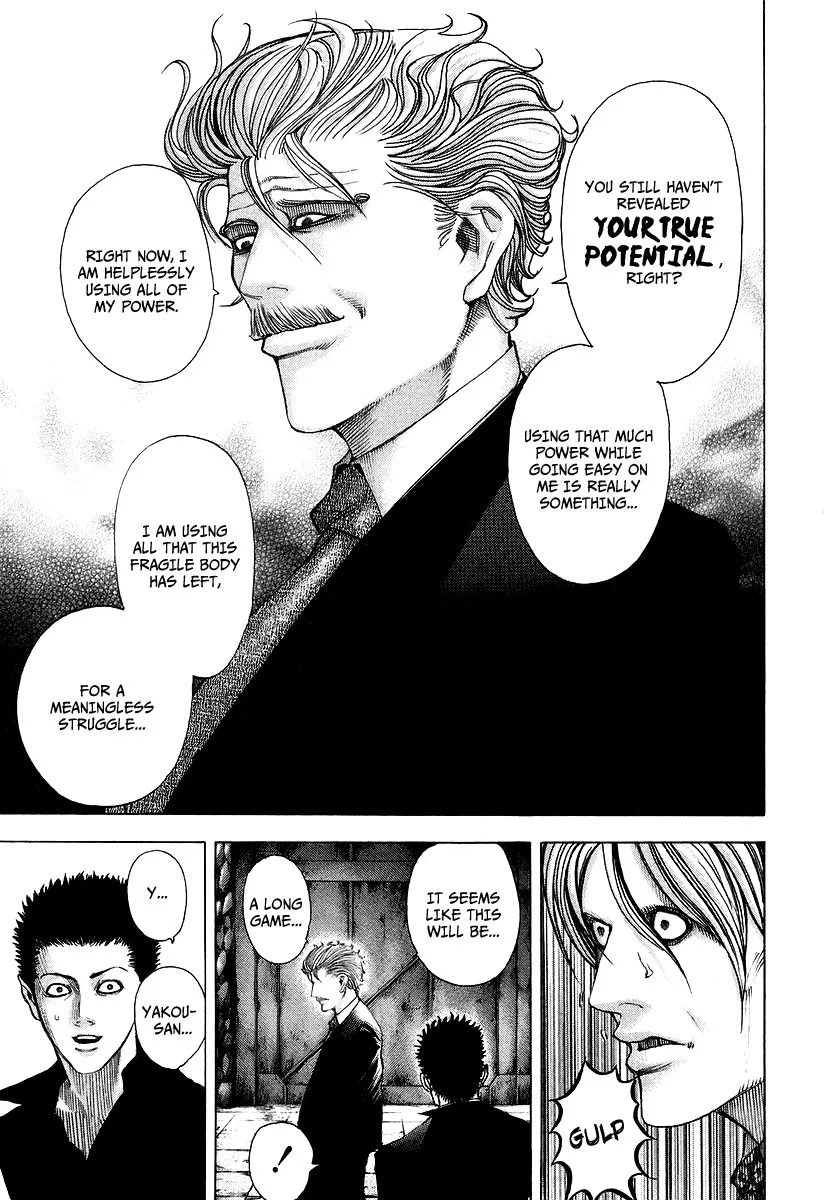 YOU STILL HAVEN'T
REVEALED
YOUR TRUE
POTENTIAL,
RIGHT?
USING THAT MUCH
POWER WHILE
GOING EASY ON
ME IS REALLY
SOMETHING...
RIGHT NOW, I
AM HELPLESSLY
USING ALL OF
MY POWER.
I AM USING
ALL THAT THIS
FRAGILE BODY
HAS LEFT,
FOR A
MEANINGLESS
STRUGGLE...
GULP
IT SEEMS
LIKE THIS
WILL BE...
A LONG
GAME...
!
Y...
YAKOU-
SAN...